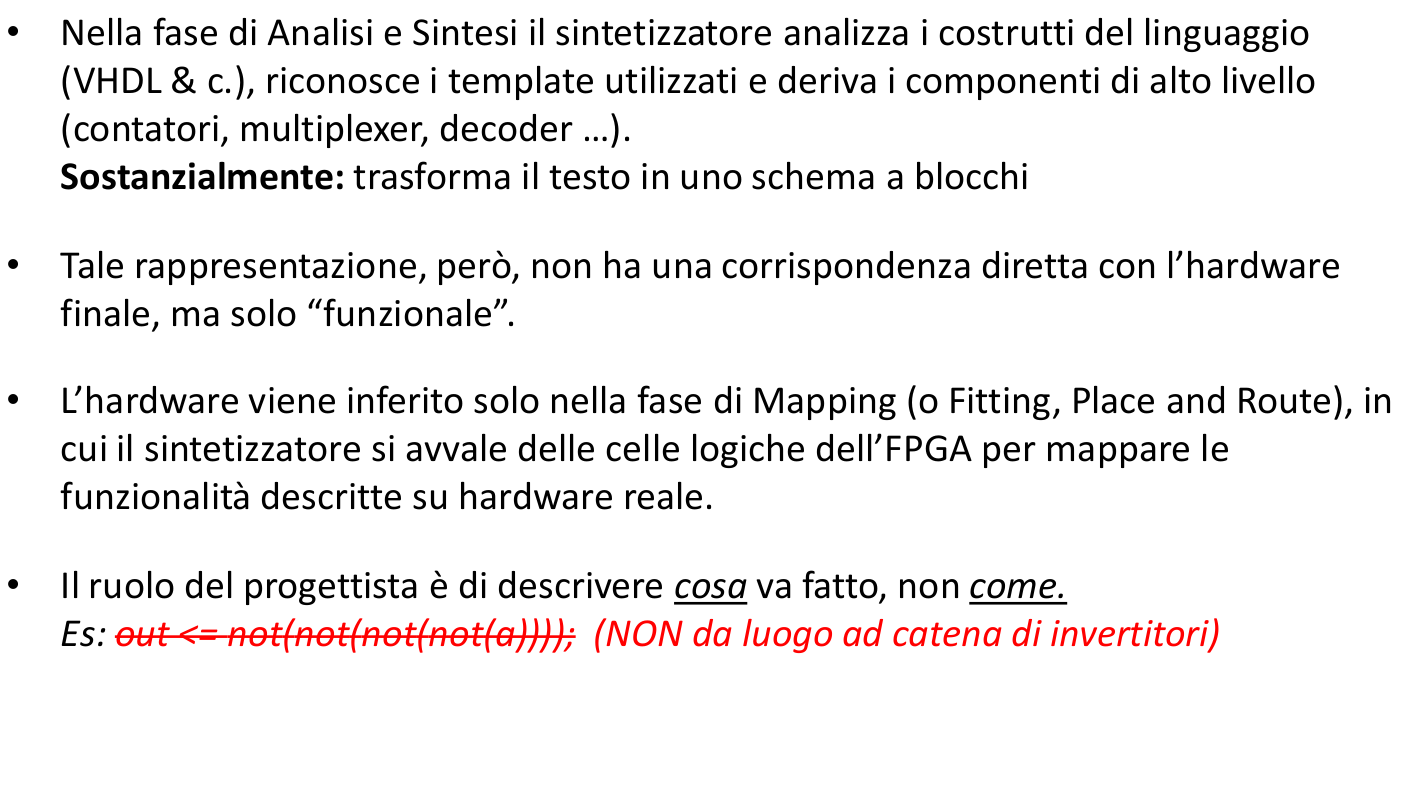 • Nella fase di Analisi e Sintesi il sintetizzatore analizza i costrutti del linguaggio
(VHDL & c.), riconosce i template utilizzati e deriva i componenti di alto livello
(contatori, multiplexer, decoder …).
Sostanzialmente: trasforma il testo in uno schema a blocchi
• Tale rappresentazione, però, non ha una corrispondenza diretta con l’hardware
finale, ma solo “funzionale”.
• L’hardware viene inferito solo nella fase di Mapping (o Fitting, Place and Route), in
cui il sintetizzatore si avvale delle celle logiche dell’FPGA per mappare le
funzionalità descritte su hardware reale.
• Il ruolo del progettista è di descrivere cosa va fatto, non come.
Es: out <= not(not(not(not(a)))); (NON da luogo ad catena di invertitori)